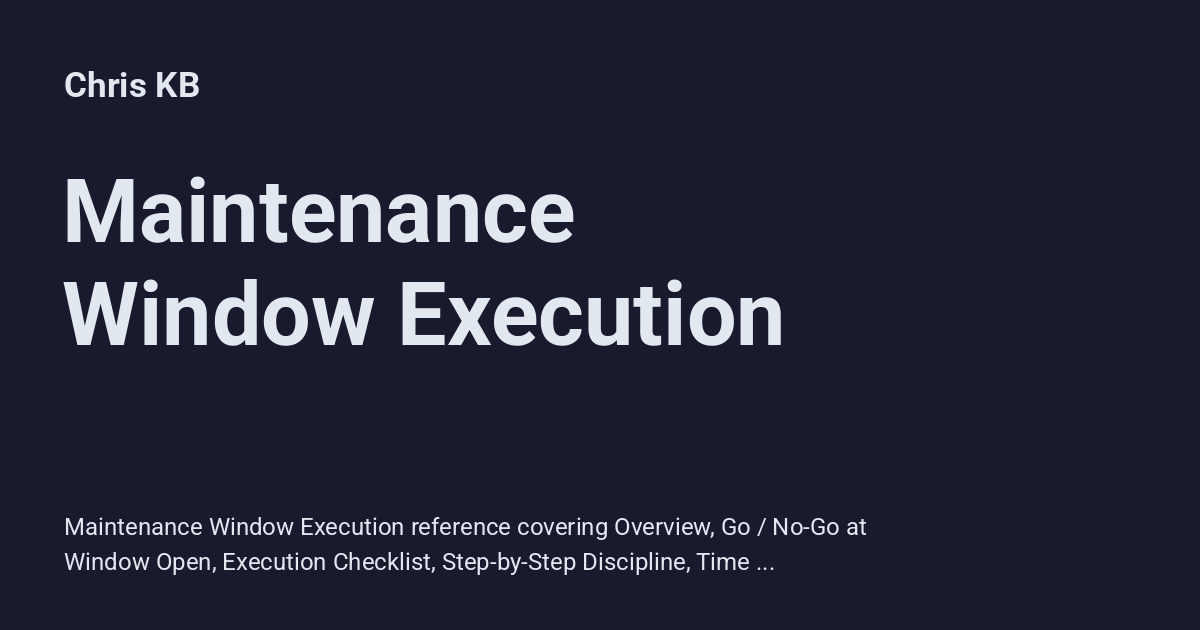 Chris KB
Maintenance
Window Execution
Maintenance Window Execution reference covering Overview, Go / No-Go at
Window Open, Execution Checklist, Step-by-Step Discipline, Time ...